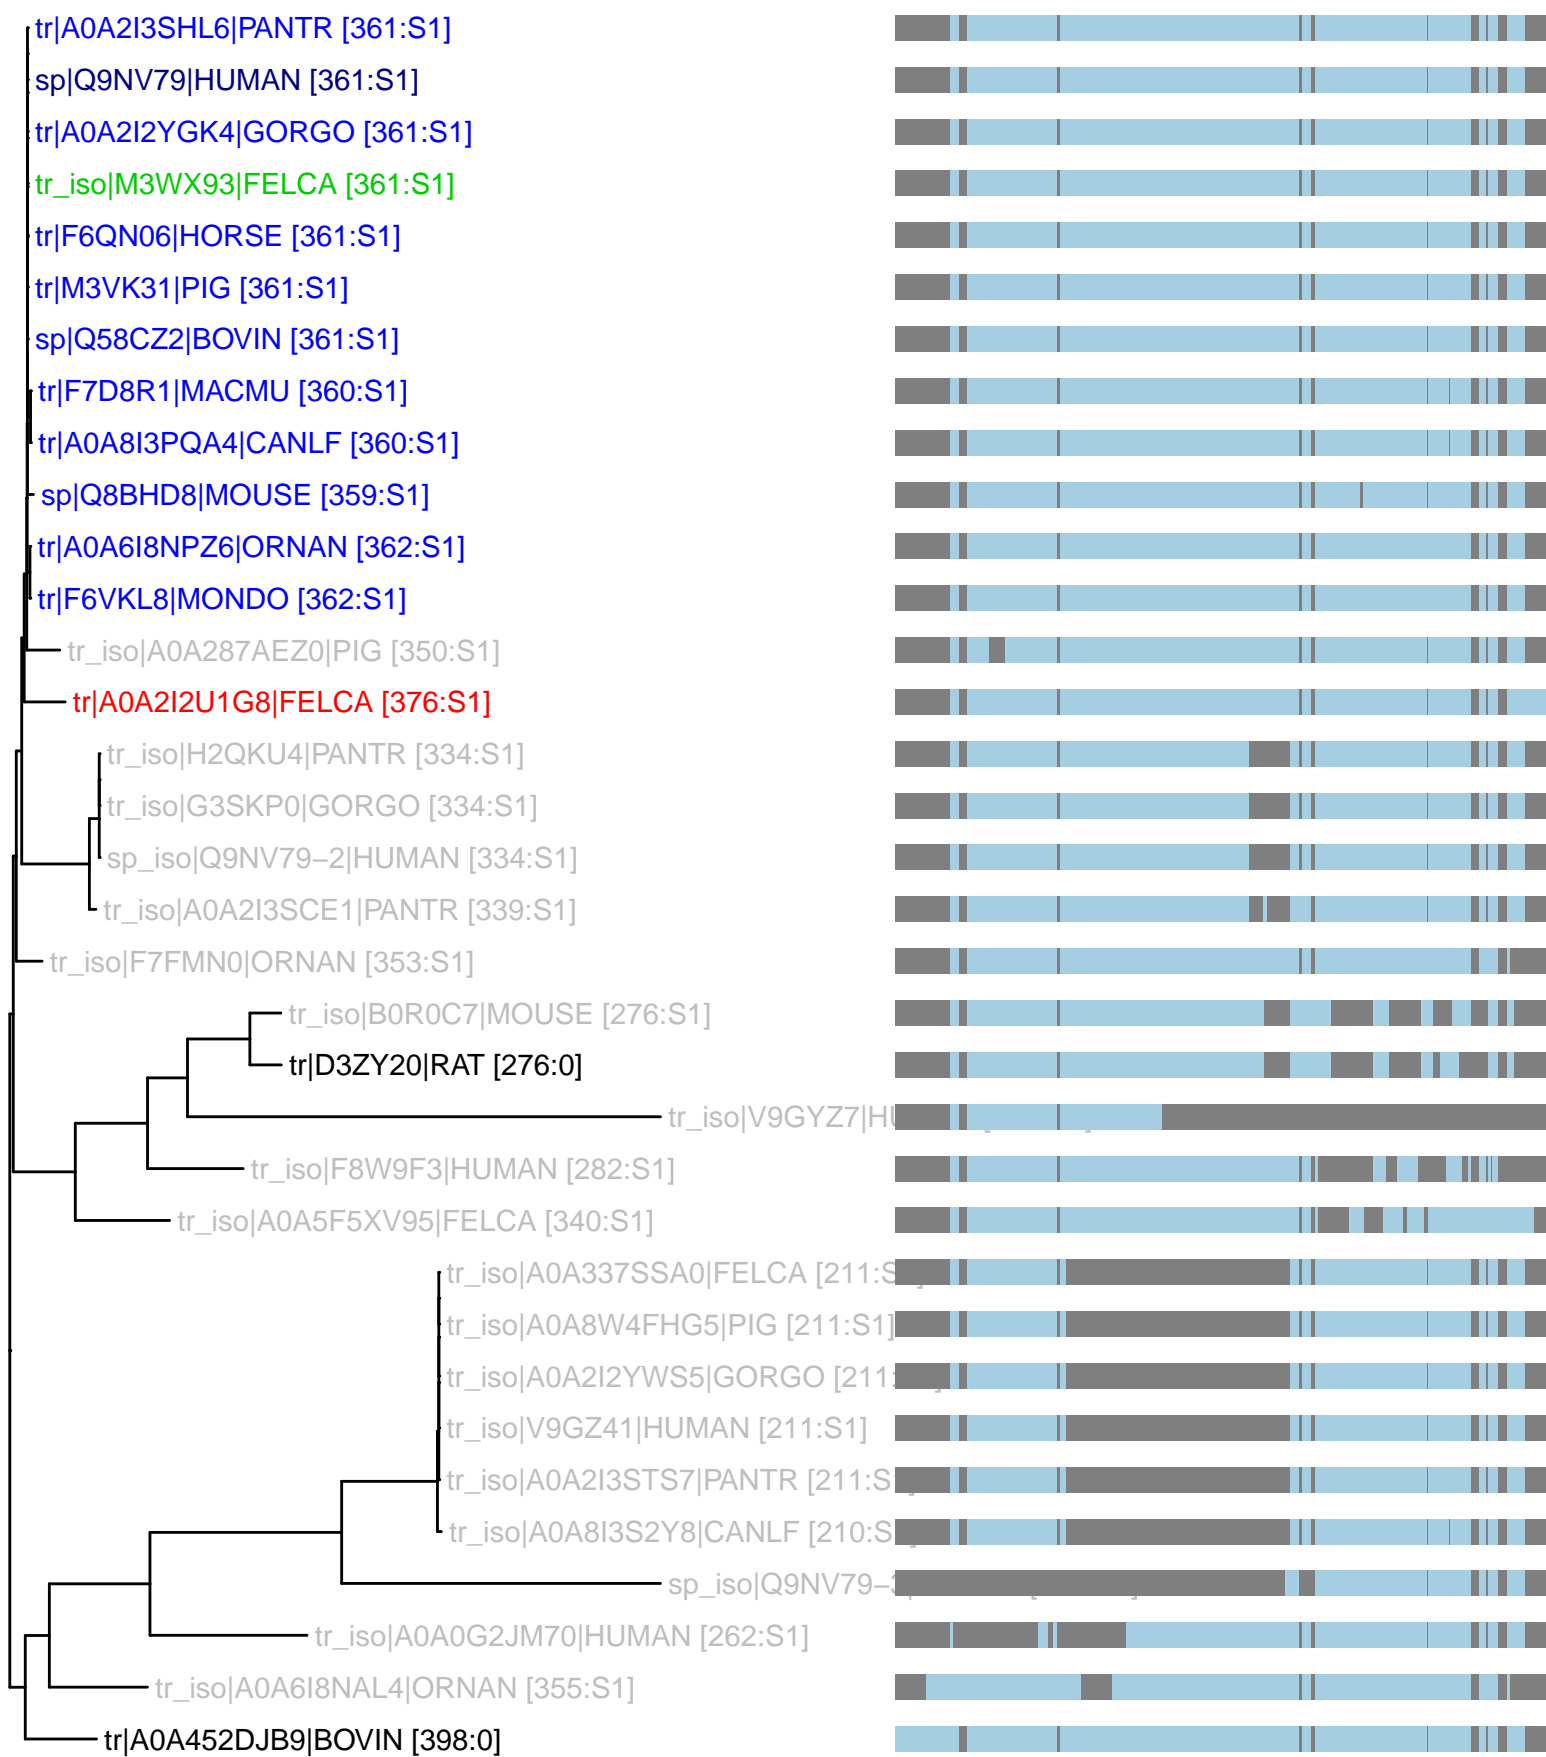 tr|A0A2I3SHL6|PANTR [361:S1]
sp|Q9NV79|HUMAN [361:S1]
tr|A0A2I2YGK4|GORGO [361:S1]
tr_iso|M3WX93|FELCA [361:S1]
tr|F6QN06|HORSE [361:S1]
tr|M3VK31|PIG [361:S1]
sp|Q58CZ2|BOVIN [361:S1]
tr|F7D8R1|MACMU [360:S1]
tr|A0A8I3PQA4|CANLF [360:S1]
sp|Q8BHD8|MOUSE [359:S1]
tr|A0A6I8NPZ6|ORNAN [362:S1]
tr|F6VKL8|MONDO [362:S1]
tr_iso|A0A287AEZ0|PIG [350:S1]
tr|A0A2I2U1G8|FELCA [376:S1]
tr_iso|H2QKU4|PANTR [334:S1]
tr_iso|G3SKP0|GORGO [334:S1]
sp_iso|Q9NV79−2|HUMAN [334:S1]
tr_iso|A0A2I3SCE1|PANTR [339:S1]
tr_iso|F7FMN0|ORNAN [353:S1]
tr_iso|B0R0C7|MOUSE [276:S1]
tr|D3ZY20|RAT [276:0]
tr_iso|V9GYZ7|
tr_iso|F8W9F3|HUMAN [282:S1]
tr_iso|A0A5F5XV95|FELCA [340:S1]
tr_iso|A0A337SSA0|FELCA [211:S
tr_iso|A0A8W4FHG5|PIG [211:S1]
tr_iso|A0A2I2YWS5|GORGO [211:
tr_iso|V9GZ41|HUMAN [211:S1]
tr_iso|A0A2I3STS7|PANTR [211:S
tr_iso|A0A8I3S2Y8|CANLF [210:S
sp_iso|Q9NV79−
tr_iso|A0A0G2JM70|HUMAN [262:S1]
tr_iso|A0A6I8NAL4|ORNAN [355:S1]
tr|A0A452DJB9|BOVIN [398:0]